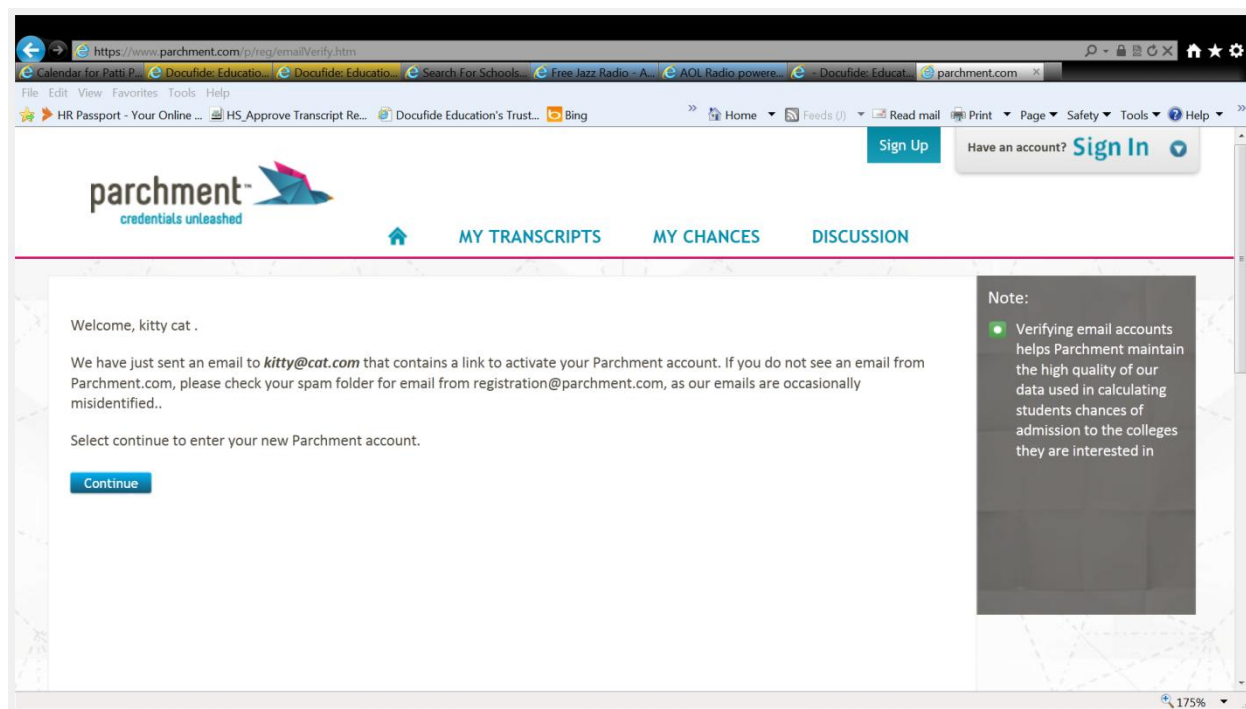 https://www.parchment.com/p/reg/emailVerify.htm
Calendar for Patti P... Docufide: Educatio... Docufide: Educatio... Search For Schools... Free Jazz Radio - A... AOL Radio powere... - Docufide: Educat... parchment.com
File Edit View Favorites Tools Help
HR Passport - Your Online ... HS_Approve Transcript Re... Docufide Education's Trust... Bing » Home Feeds (J) Read mail Print Page Safety Tools Help »
Sign Up Have an account? Sign In
parchment™
credentials unleashed
MY TRANSCRIPTS MY CHANCES DISCUSSION
Welcome, kitty cat .
We have just sent an email to kitty@cat.com that contains a link to activate your Parchment account. If you do not see an email from
Parchment.com, please check your spam folder for email from registration@parchment.com, as our emails are occasionally
misidentified..
Select continue to enter your new Parchment account.
Continue
Note:
Verifying email accounts
helps Parchment maintain
the high quality of our
data used in calculating
students chances of
admission to the colleges
they are interested in
175%